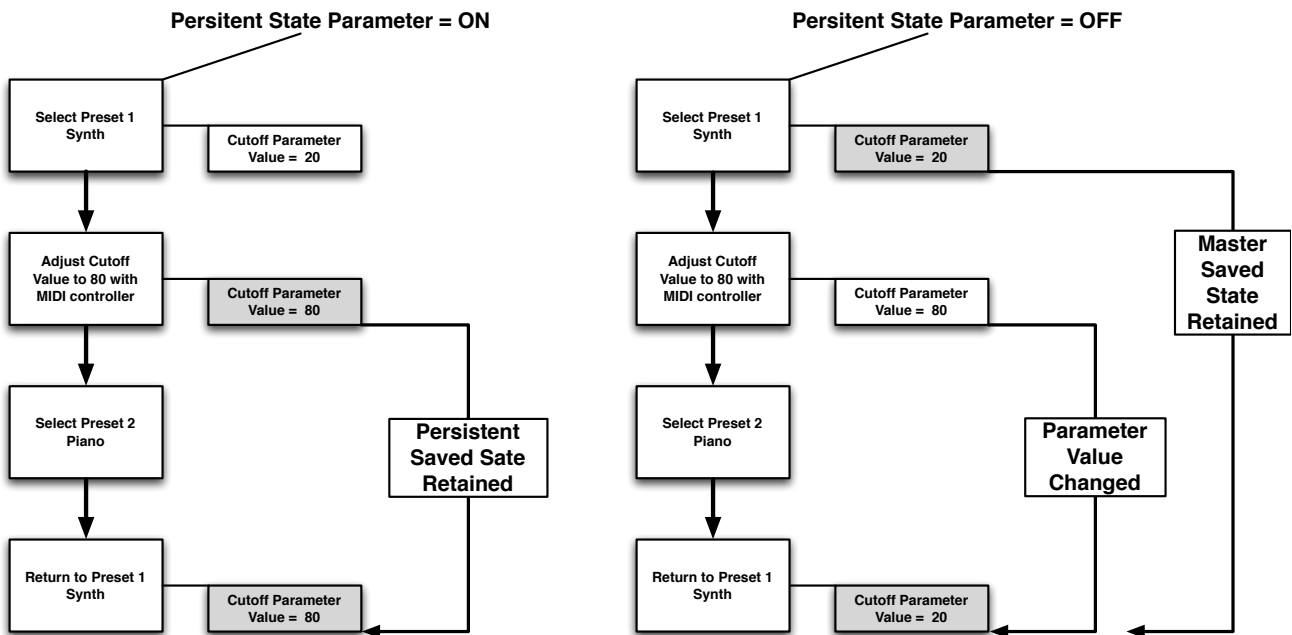 Persitent State Parameter = ON
Select Preset 1
Synth
Cutoff Parameter
Value = 20
Adjust Cutoff
Value to 80 with
MIDI controller
Cutoff Parameter
Value = 80
Select Preset 2
Piano
Persistent
Saved Sate
Retained
Return to Preset 1
Synth
Cutoff Parameter
Value = 80
Persitent State Parameter = OFF
Select Preset 1
Synth
Cutoff Parameter
Value = 20
Master
Saved
State
Retained
Adjust Cutoff
Value to 80 with
MIDI controller
Cutoff Parameter
Value = 80
Select Preset 2
Piano
Parameter
Value
Changed
Return to Preset 1
Synth
Cutoff Parameter
Value = 20